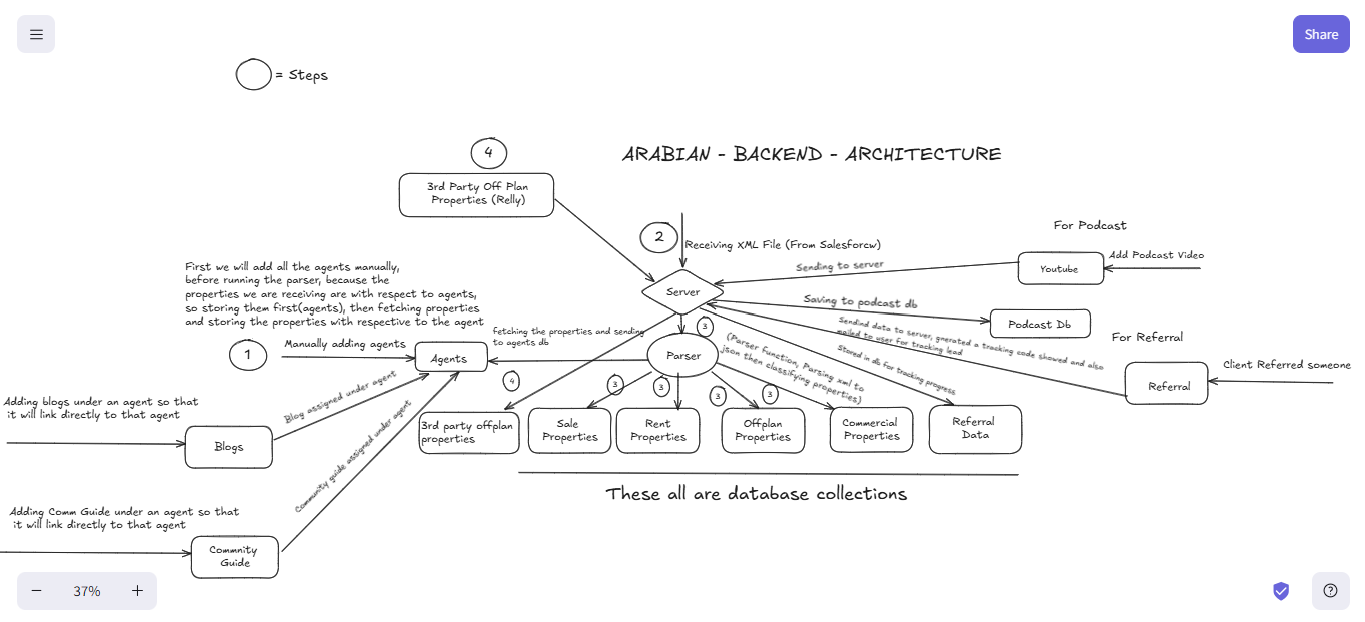 Share
= Steps
4
ARABIAN - BACKEND - ARCHITECTURE
3rd Party Off Plan
Properties (Relly)
2
Receiving XML File (From Salesforcw)
For Podcast
Add Podcast Video
Youtube
Sending to server
First we will add all the agents manually,
before running the parser, because the
properties we are receiving are with respect to agents,
so storing them first(agents), then fetching properties
and storing the properties with respective to the agent
Server
Saving to podcast db
Podcast Db
Sendind data to server, gnerated a tracking code showed and also
mailed to user for tracking lead
For Referral
Client Referred someone
Referral
1
Manually adding agents
Agents
fetching the properties and sending
to agents db
3
Parser
(Parser function, Parsing xml to
json then classifying properties)
Stored in db for tracking progress
4
3
3
3
3
Blog assigned under agent
Adding blogs under an agent so that
it will link directly to that agent
Blogs
Community guide assigned under agent
3rd party offplan
properties
Sale
Properties
Rent
Properties
Offplan
Properties
Commercial
Properties
Referral
Data
These all are database collections
Adding Comm Guide under an agent so that
it will link directly to that agent
Commnity
Guide
37%